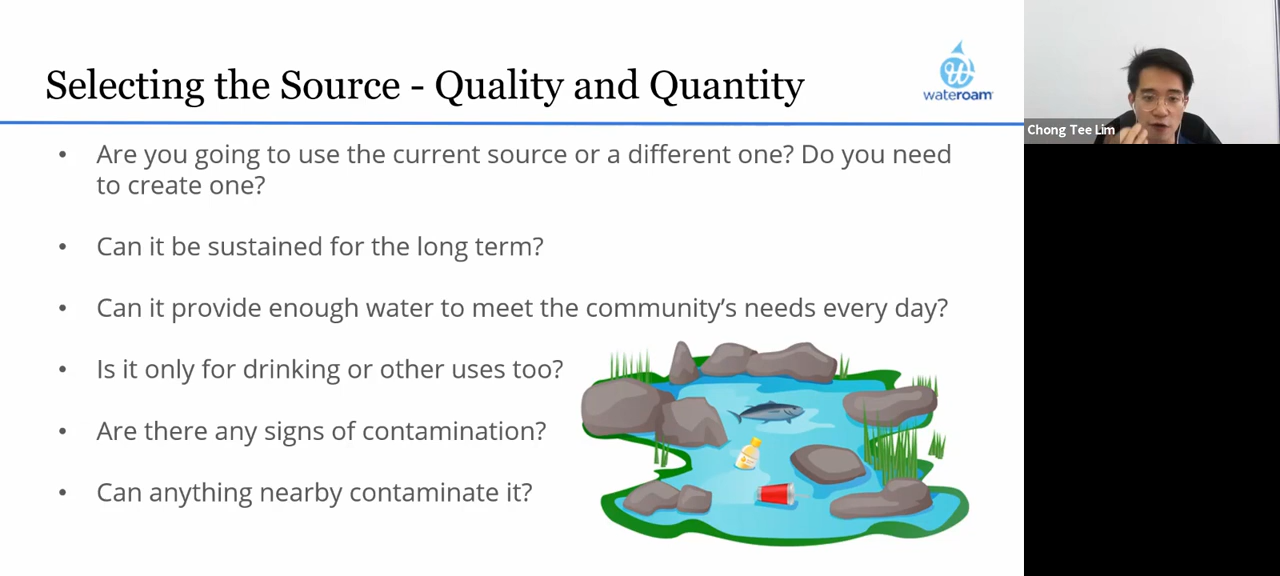 Selecting the Source - Quality and Quantity
wateroam
Chong Tee Lim
• Are you going to use the current source or a different one? Do you need
to create one?
• Can it be sustained for the long term?
• Can it provide enough water to meet the community’s needs every day?
• Is it only for drinking or other uses too?
• Are there any signs of contamination?
• Can anything nearby contaminate it?